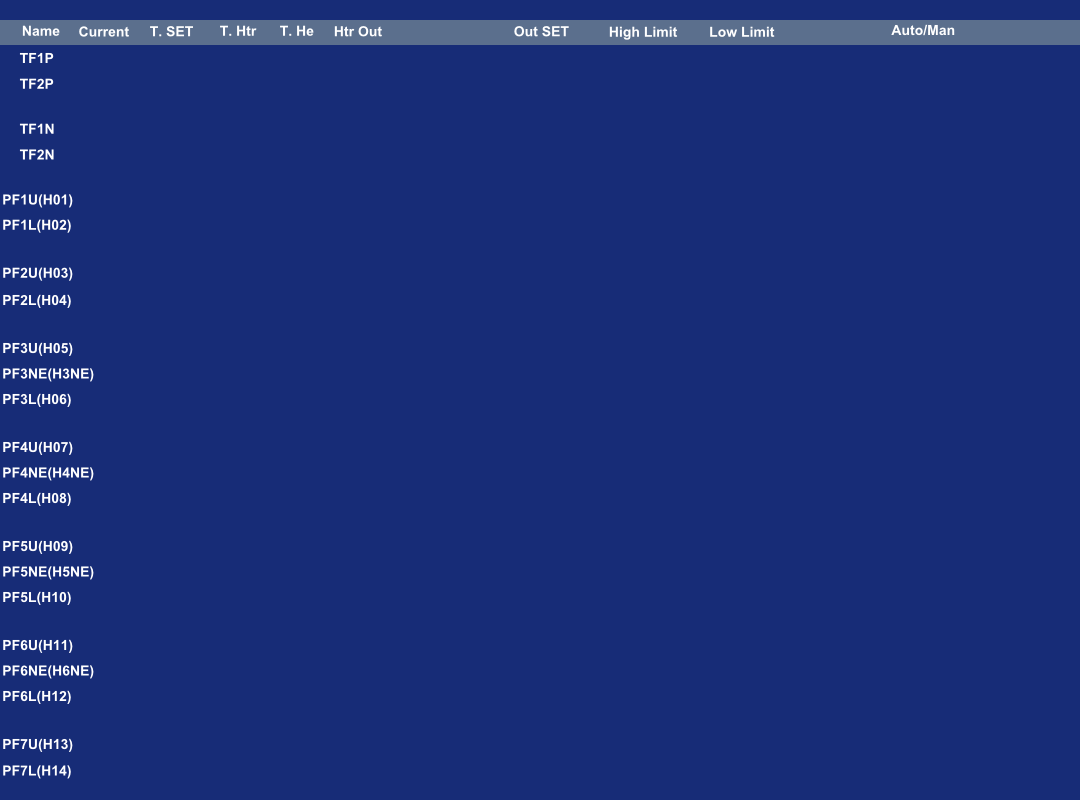 Name Current T. SET T. Htr T. He Htr Out Out SET High Limit Low Limit Auto/Man
TF1P
TF2P
TF1N
TF2N
PF1U(H01)
PF1L(H02)
PF2U(H03)
PF2L(H04)
PF3U(H05)
PF3NE(H3NE)
PF3L(H06)
PF4U(H07)
PF4NE(H4NE)
PF4L(H08)
PF5U(H09)
PF5NE(H5NE)
PF5L(H10)
PF6U(H11)
PF6NE(H6NE)
PF6L(H12)
PF7U(H13)
PF7L(H14)